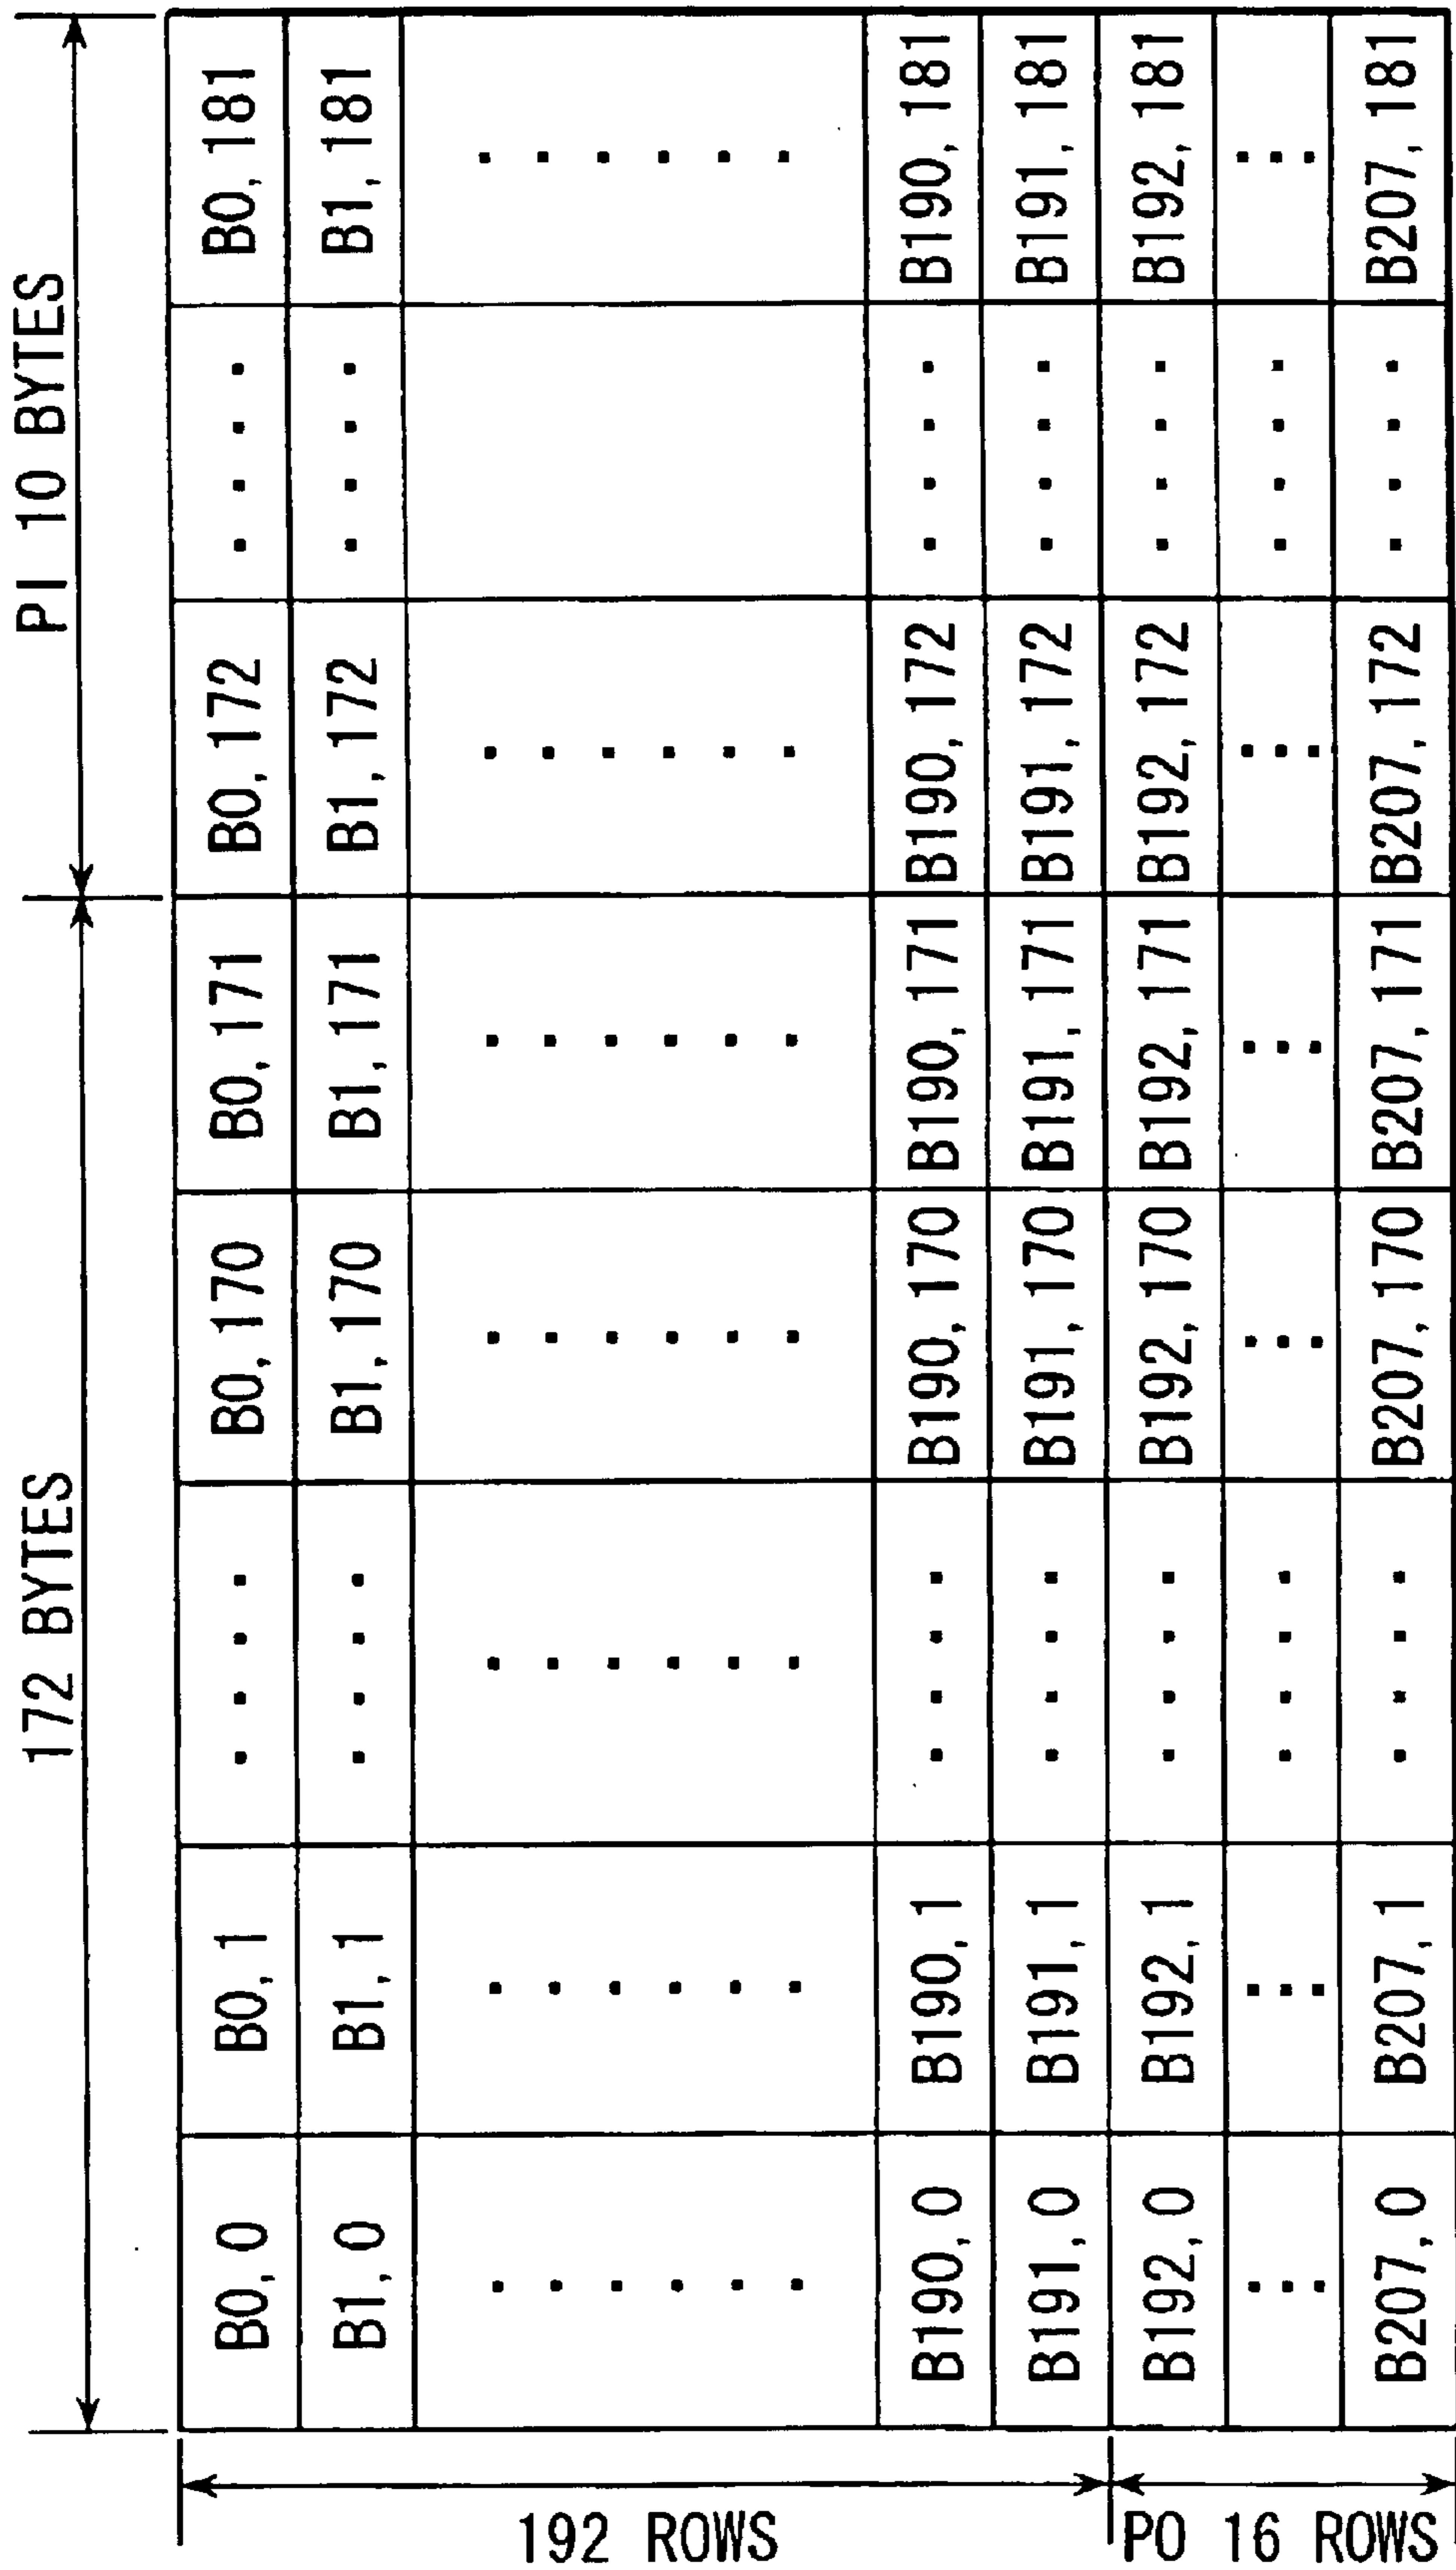 172 BYTES PI 10 BYTES
B0,0 B0,1 .... B0,170 B0,171 B0,172 .... B0,181
B1,0 B1,1 .... B1,170 B1,171 B1,172 .... B1,181
192 ROWS
B190,0 B190,1 .... B190,170 B190,171 B190,172 .... B190,181
B191,0 B191,1 .... B191,170 B191,171 B191,172 .... B191,181
B192,0 B192,1 .... B192,170 B192,171 B192,172 .... B192,181
PO 16 ROWS
B207,0 B207,1 .... B207,170 B207,171 B207,172 .... B207,181